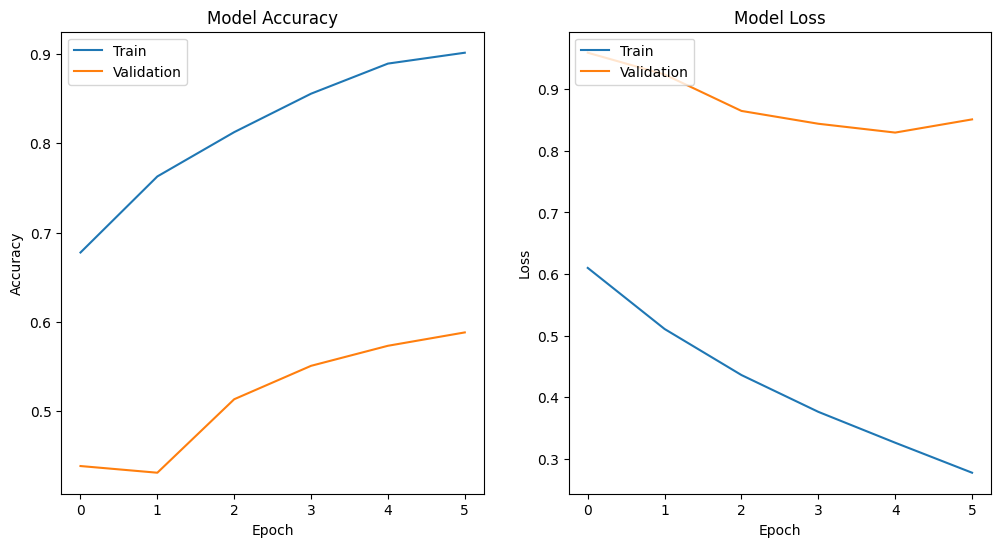 Model Accuracy
Train
Validation
0.9
0.8
0.7
0.6
0.5
Accuracy
0 1 2 3 4 5
Epoch
Model Loss
Train
Validation
0.9
0.8
0.7
0.6
0.5
0.4
0.3
Loss
0 1 2 3 4 5
Epoch